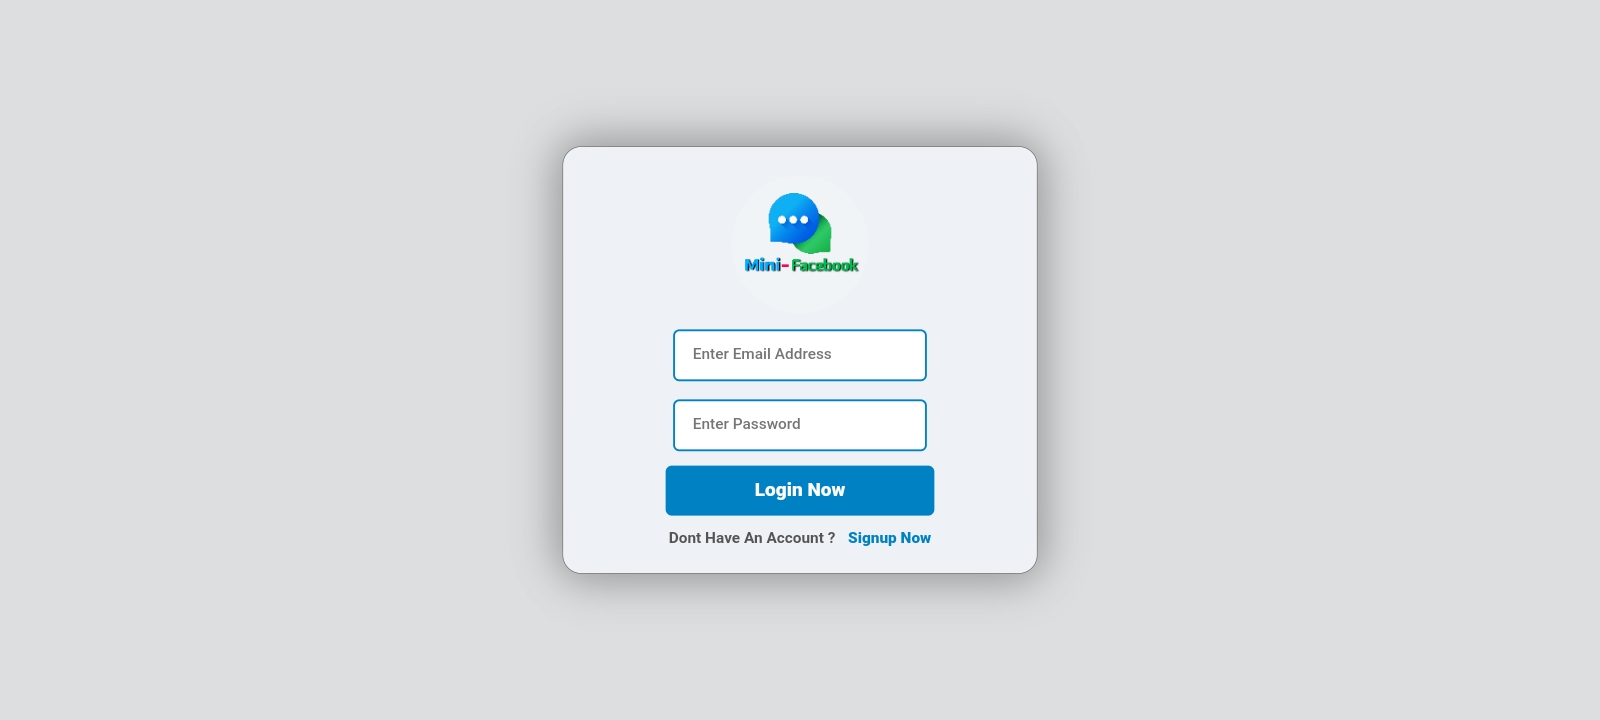 Mini-Facebook
Enter Email Address
Enter Password
Login Now
Dont Have An Account ? Signup Now